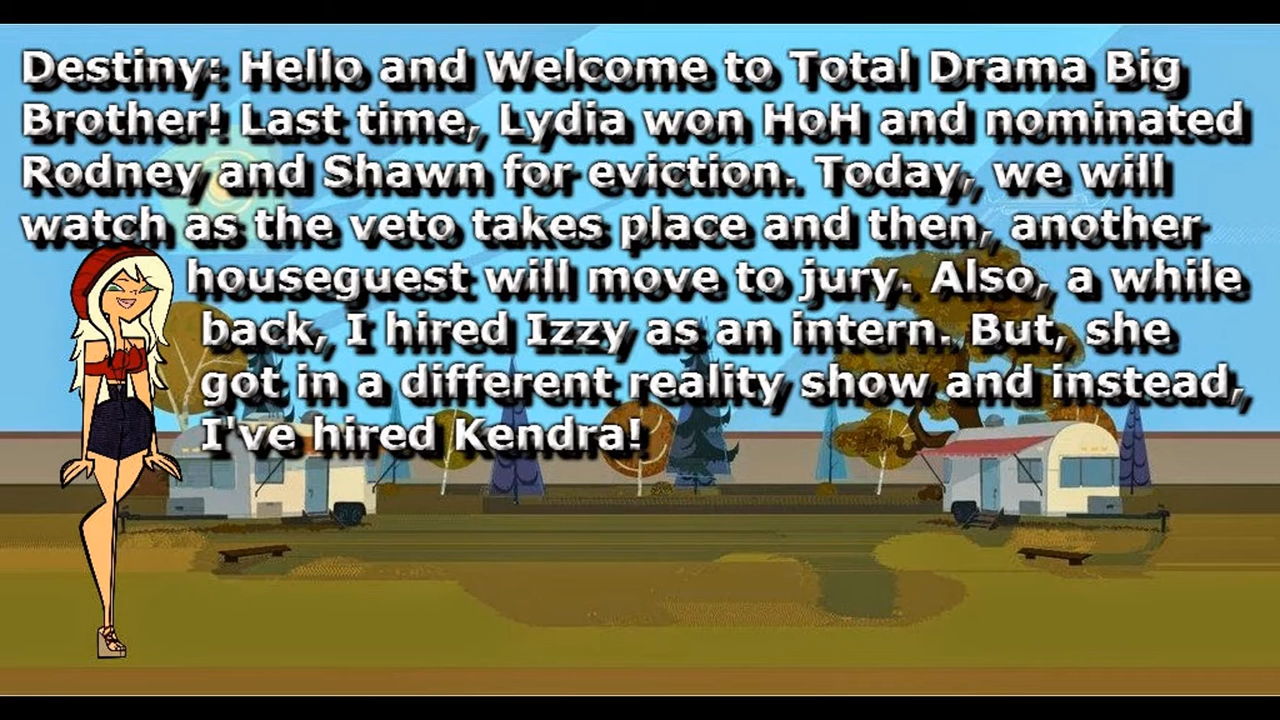 Destiny: Hello and Welcome to Total Drama Big
Brother! Last time, Lydia won HoH and nominated
Rodney and Shawn for eviction. Today, we will
watch as the veto takes place and then, another
houseguest will move to jury. Also, a while
back, I hired Izzy as an intern. But, she
got in a different reality show and instead,
I've hired Kendra!